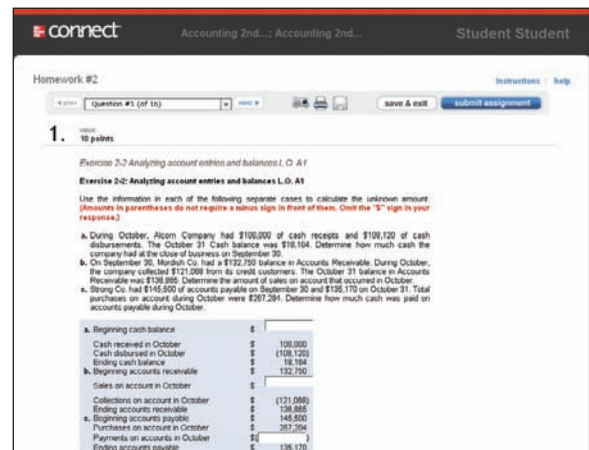 connect
Accounting 2nd...: Accounting 2nd...
Student Student
Homework #2
instructions | help
prev
Question #1 (of 16)
next
save & exit
submit assignment
1.
value
10 points
Exercise 2-2 Analyzing account entries and balances L.O. A1
Exercise 2-2: Analyzing account entries and balances L.O. A1
Use the information in each of the following separate cases to calculate the unknown amount:
(Amounts in parentheses do not require a minus sign in front of them. Omit the "$" sign in your
response.)
a. During October, Alcorn Company had $100,000 of cash receipts and $108,120 of cash
disbursements. The October 31 Cash balance was $18,164. Determine how much cash the
company had at the close of business on September 30.
b. On September 30, Mordish Co. had a $132,750 balance in Accounts Receivable. During October,
the company collected $121,068 from its credit customers. The October 31 balance in Accounts
Receivable was $138,865. Determine the amount of sales on account that occurred in October.
c. Strong Co. had $145,500 of accounts payable on September 30 and $135,170 on October 31. Total
purchases on account during October were $267,284. Determine how much cash was paid on
accounts payable during October.
a. Beginning cash balance $
Cash received in October $ 100,000
Cash disbursed in October $ (108,120)
Ending cash balance $ 18,164
b. Beginning accounts receivable $ 132,750
Sales on account in October $
Collections on account in October $ (121,068)
Ending accounts receivable $ 138,865
c. Beginning accounts payable $ 145,500
Purchases on account in October $ 267,284
Payments on accounts in October $( )
Ending accounts payable $ 135,170